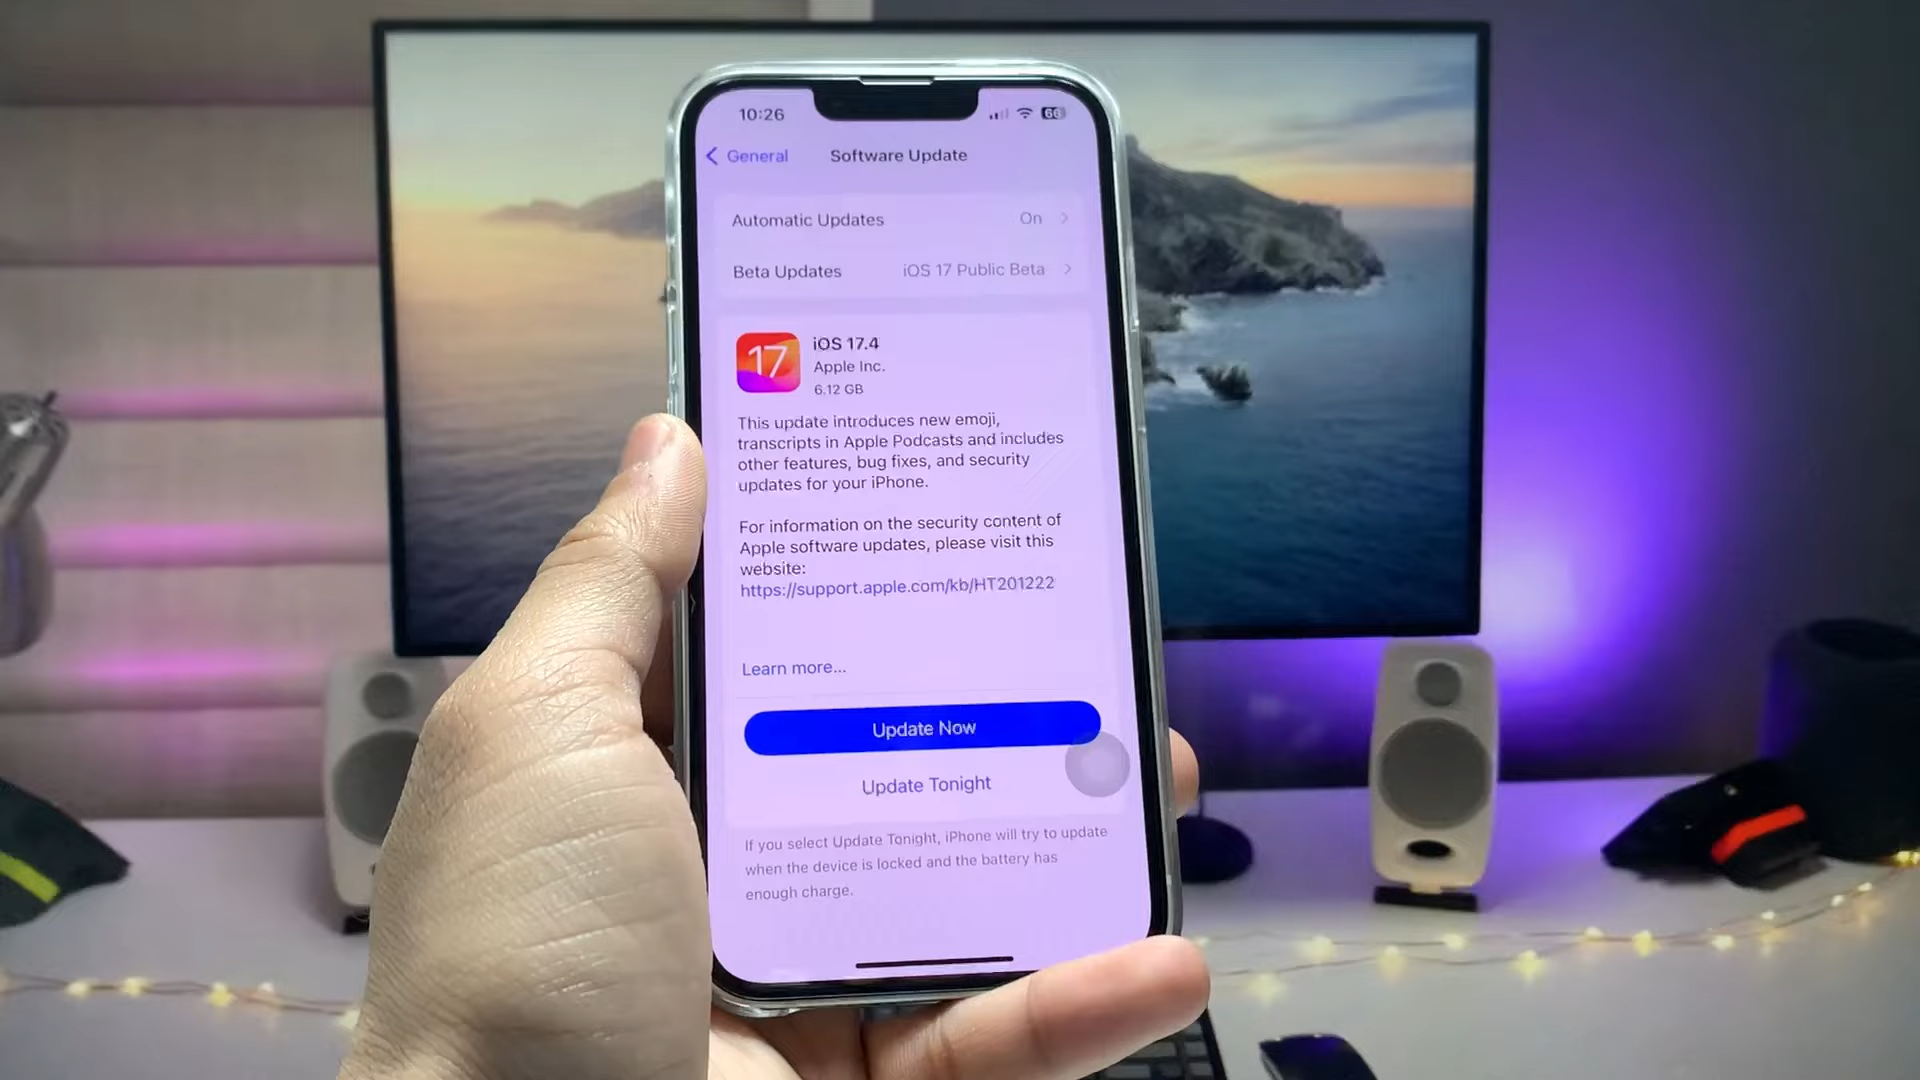 10:26
66
General
Software Update
Automatic Updates On
Beta Updates iOS 17 Public Beta
17
iOS 17.4
Apple Inc.
6.12 GB
This update introduces new emoji,
transcripts in Apple Podcasts and includes
other features, bug fixes, and security
updates for your iPhone.
For information on the security content of
Apple software updates, please visit this
website:
https://support.apple.com/kb/HT201222
Learn more...
Update Now
Update Tonight
If you select Update Tonight, iPhone will try to update
when the device is locked and the battery has
enough charge.